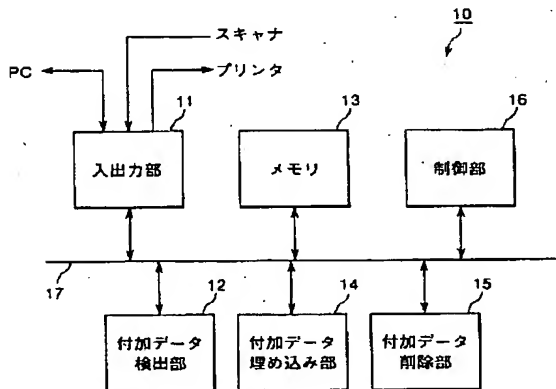 10
スキャナ
PC
プリンタ
11
13
16
入出力部
メモリ
制御部
17
12
14
15
付加データ
検出部
付加データ
埋め込み部
付加データ
削除部